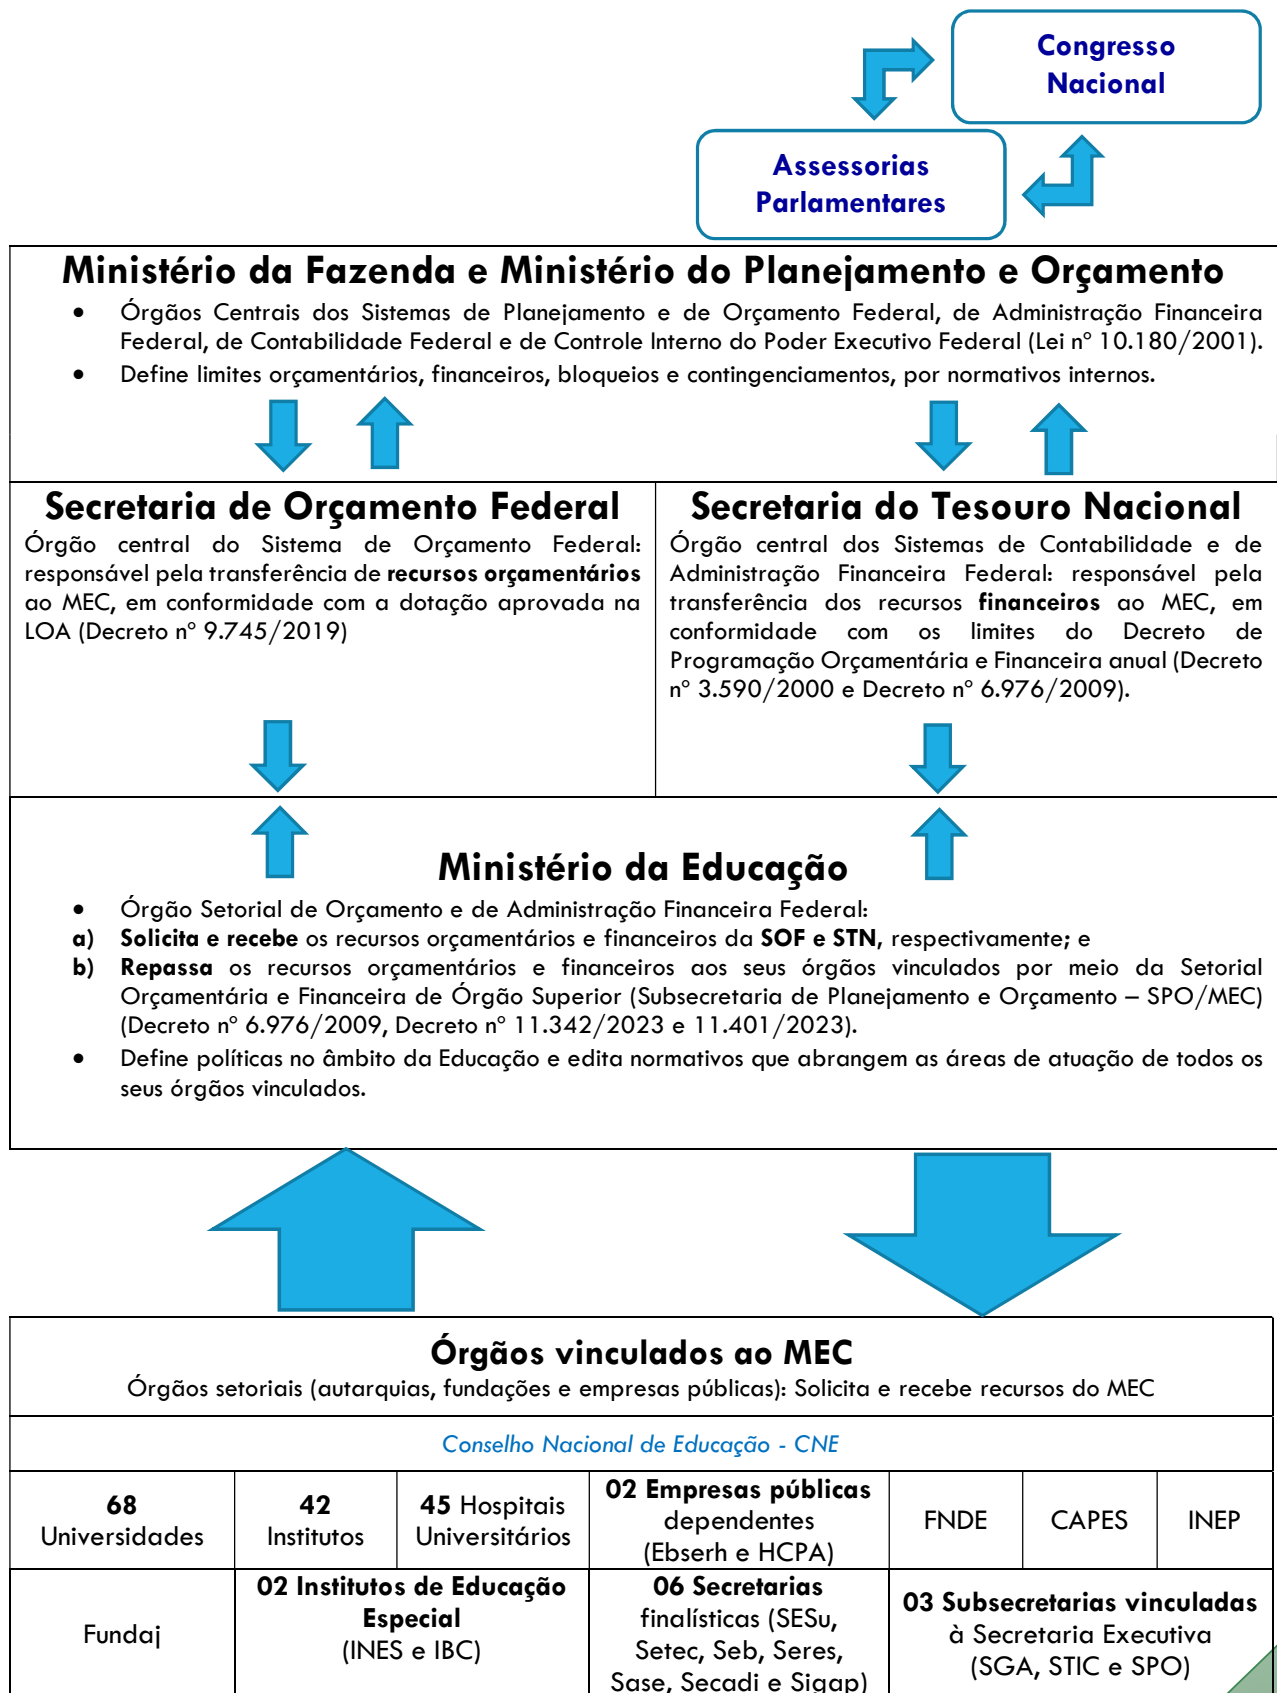 Congresso
Nacional
Assessorias
Parlamentares
Ministério da Fazenda e Ministério do Planejamento e Orçamento
• Órgãos Centrais dos Sistemas de Planejamento e de Orçamento Federal, de Administração Financeira
Federal, de Contabilidade Federal e de Controle Interno do Poder Executivo Federal (Lei nº 10.180/2001).
• Define limites orçamentários, financeiros, bloqueios e contingenciamentos, por normativos internos.
Secretaria de Orçamento Federal
Órgão central do Sistema de Orçamento Federal:
responsável pela transferência de recursos orçamentários
ao MEC, em conformidade com a dotação aprovada na
LOA (Decreto nº 9.745/2019)
Secretaria do Tesouro Nacional
Órgão central dos Sistemas de Contabilidade e de
Administração Financeira Federal: responsável pela
transferência dos recursos financeiros ao MEC, em
conformidade com os limites do Decreto de
Programação Orçamentária e Financeira anual (Decreto
nº 3.590/2000 e Decreto nº 6.976/2009).
Ministério da Educação
• Órgão Setorial de Orçamento e de Administração Financeira Federal:
a) Solicita e recebe os recursos orçamentários e financeiros da SOF e STN, respectivamente; e
b) Repassa os recursos orçamentários e financeiros aos seus órgãos vinculados por meio da Setorial
Orçamentária e Financeira de Órgão Superior (Subsecretaria de Planejamento e Orçamento – SPO/MEC)
(Decreto nº 6.976/2009, Decreto nº 11.342/2023 e 11.401/2023).
• Define políticas no âmbito da Educação e edita normativos que abrangem as áreas de atuação de todos os
seus órgãos vinculados.
Órgãos vinculados ao MEC
Órgãos setoriais (autarquias, fundações e empresas públicas): Solicita e recebe recursos do MEC
Conselho Nacional de Educação - CNE
68
Universidades
42
Institutos
45 Hospitais
Universitários
02 Empresas públicas
dependentes
(Ebserh e HCPA)
FNDE
CAPES
INEP
Fundaj
02 Institutos de Educação
Especial
(INES e IBC)
06 Secretarias
finalísticas (SESu,
Setec, Seb, Seres,
Sase, Secadi e Sigap)
03 Subsecretarias vinculadas
à Secretaria Executiva
(SGA, STIC e SPO)